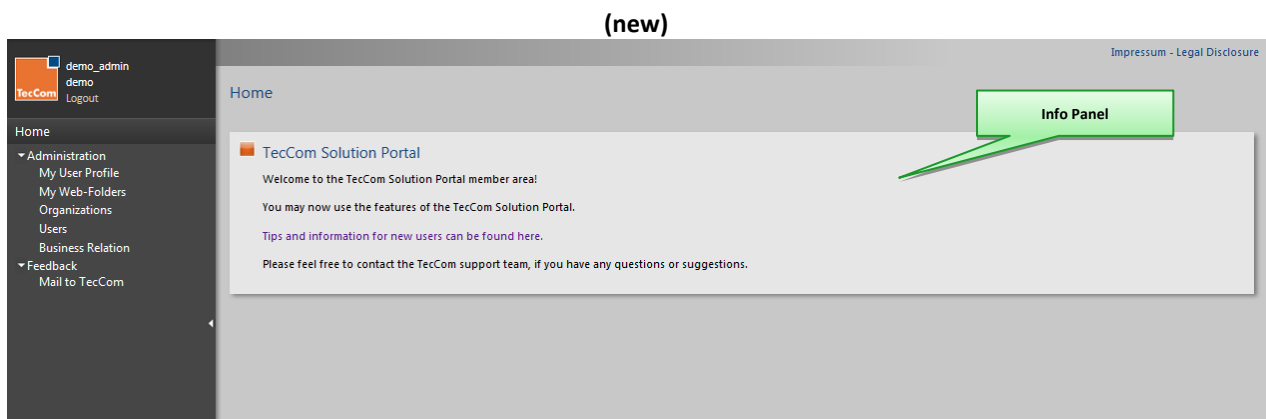 (new)
Impressum - Legal Disclosure
TecCom
demo_admin
demo
Logout
Home
Info Panel
Home
Administration
My User Profile
My Web-Folders
Organizations
Users
Business Relation
Feedback
Mail to TecCom
TecCom Solution Portal
Welcome to the TecCom Solution Portal member area!
You may now use the features of the TecCom Solution Portal.
Tips and information for new users can be found here.
Please feel free to contact the TecCom support team, if you have any questions or suggestions.